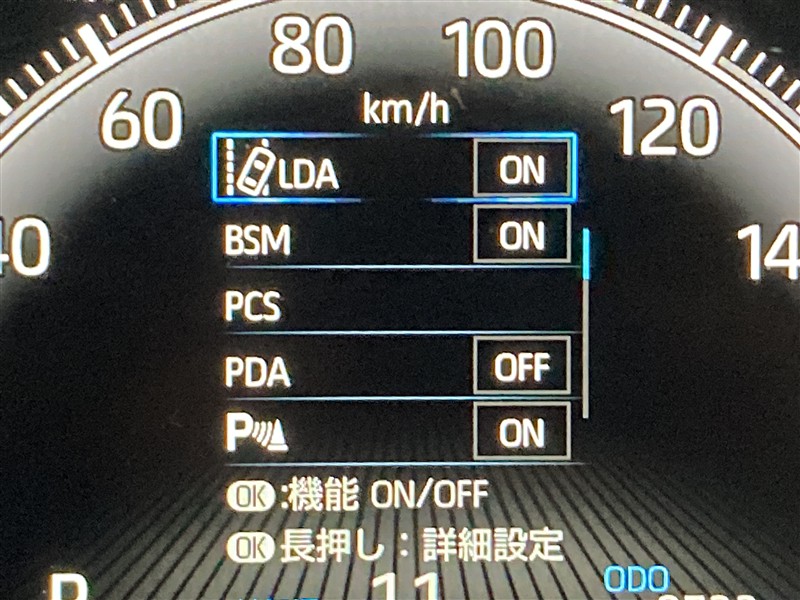 80 100
km/h
60 120
40 14
LDA ON
BSM ON
PCS
PDA OFF
P ON
OK:機能 ON/OFF
OK長押し:詳細設定
ODO